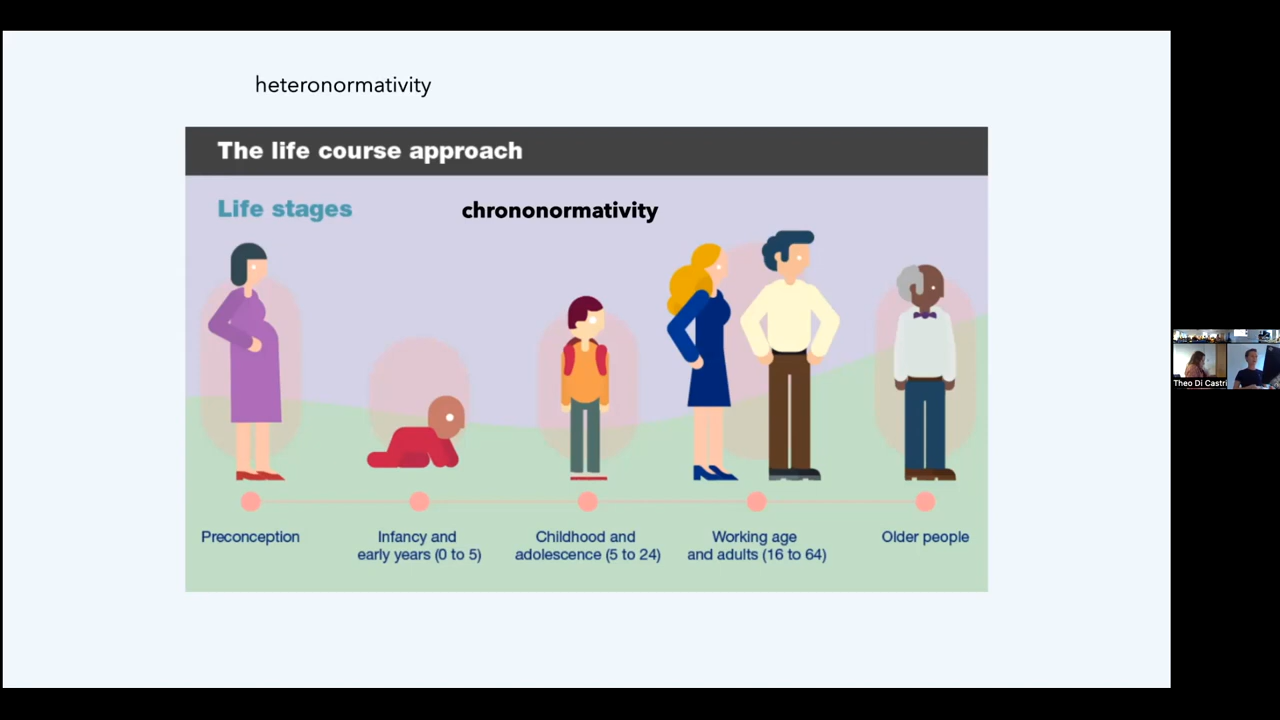 heteronormativity
The life course approach
Life stages
chrononormativity
Preconception
Infancy and
early years (0 to 5)
Childhood and
adolescence (5 to 24)
Working age
and adults (16 to 64)
Older people
Theo Di Castri